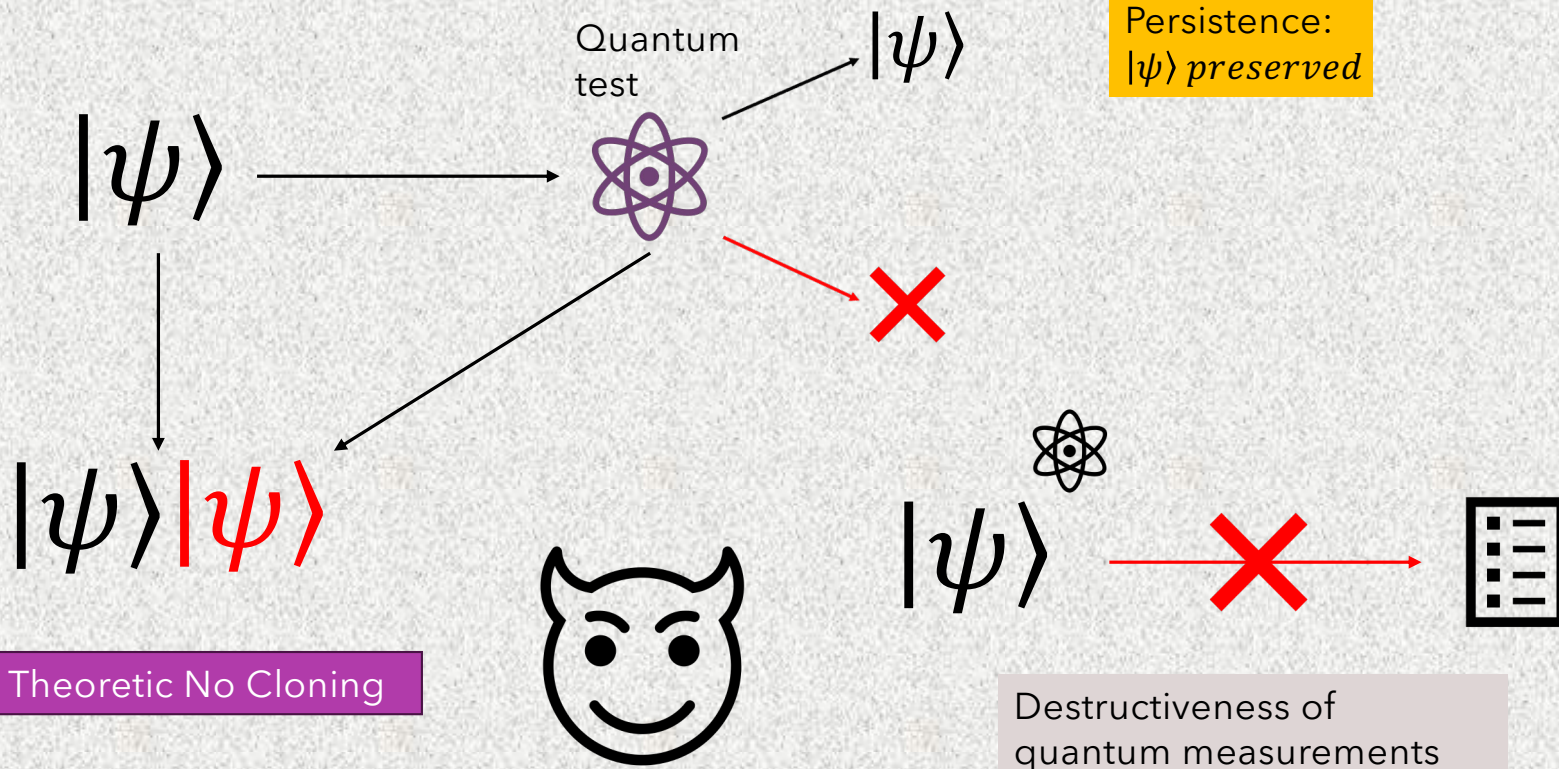 Quantum
test
|ψ⟩
Persistence:
|ψ⟩ preserved
|ψ⟩
|ψ⟩|ψ⟩
|ψ⟩
Theoretic No Cloning
Destructiveness of
quantum measurements